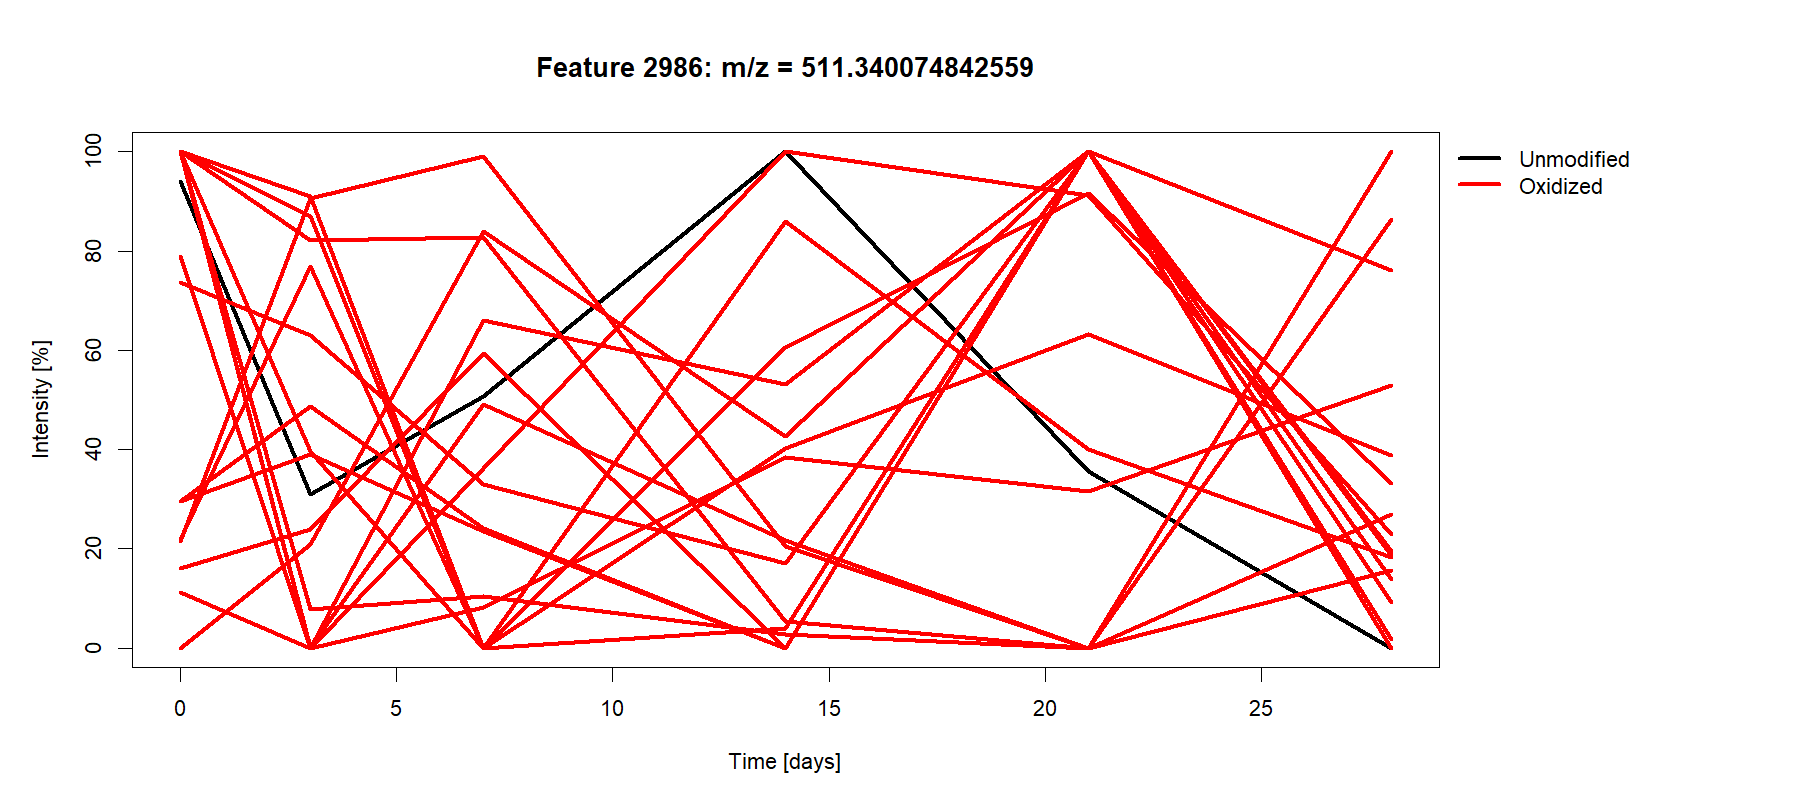 Feature 2986: m/z = 511.340074842559
100
80
60
40
20
0
Intensity [%]
0 5 10 15 20 25
Time [days]
Unmodified
Oxidized